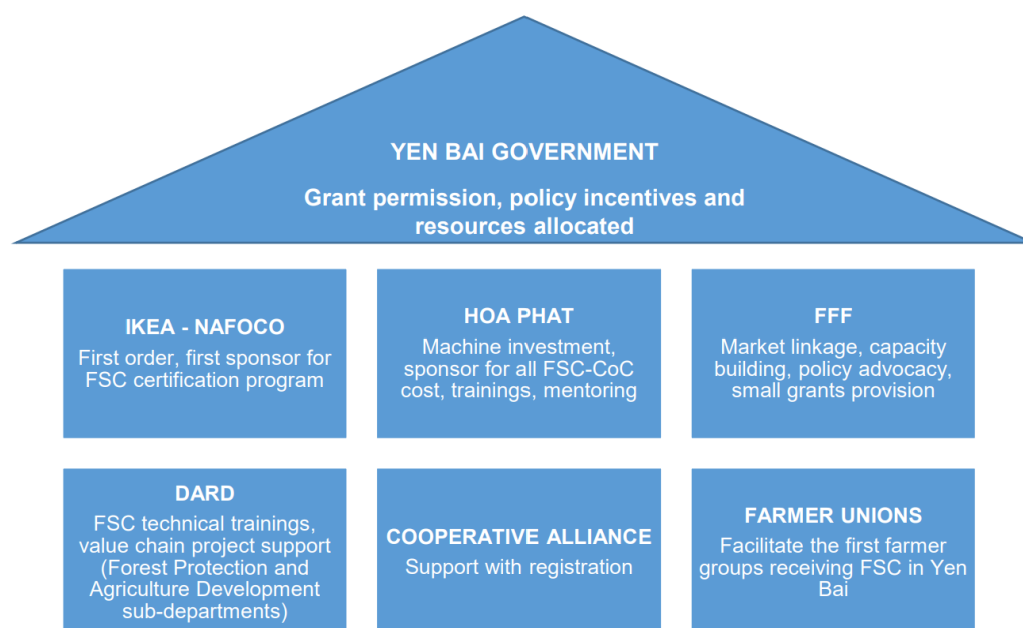 YEN BAI GOVERNMENT
Grant permission, policy incentives and
resources allocated
IKEA - NAFOCO
First order, first sponsor for
FSC certification program
HOA PHAT
Machine investment,
sponsor for all FSC-CoC
cost, trainings, mentoring
FFF
Market linkage, capacity
building, policy advocacy,
small grants provision
DARD
FSC technical trainings,
value chain project support
(Forest Protection and
Agriculture Development
sub-departments)
COOPERATIVE ALLIANCE
Support with registration
FARMER UNIONS
Facilitate the first farmer
groups receiving FSC in Yen
Bai